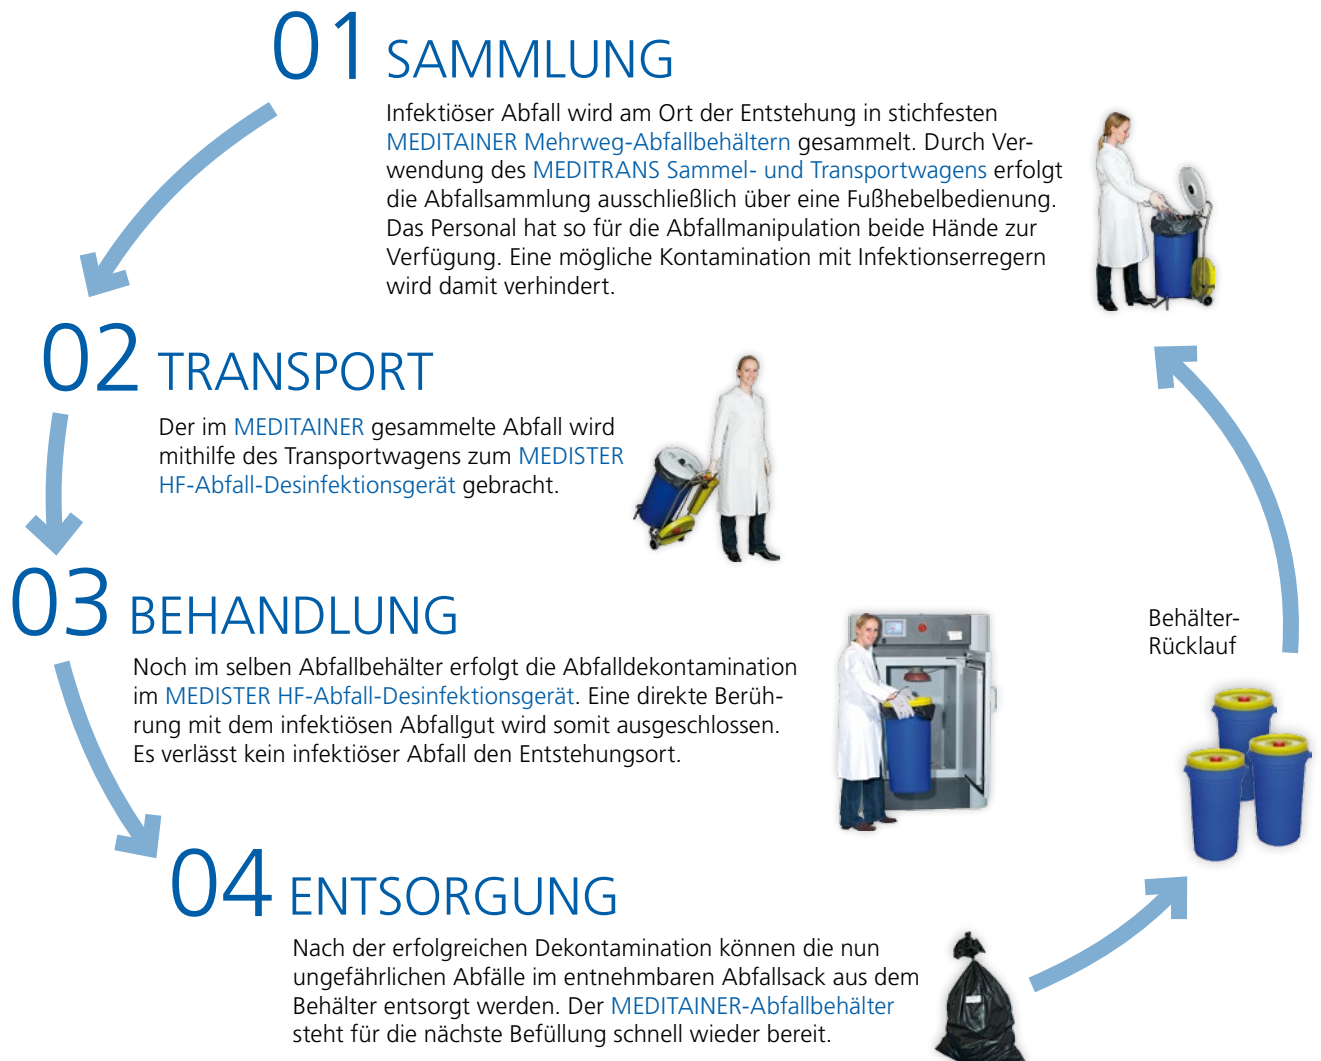 01 SAMMLUNG
Infektiöser Abfall wird am Ort der Entstehung in stichfesten
MEDITAINER Mehrweg-Abfallbehältern gesammelt. Durch Ver-
wendung des MEDITRANS Sammel- und Transportwagens erfolgt
die Abfallsammlung ausschließlich über eine Fußhebelbedienung.
Das Personal hat so für die Abfallmanipulation beide Hände zur
Verfügung. Eine mögliche Kontamination mit Infektionserregern
wird damit verhindert.
02 TRANSPORT
Der im MEDITAINER gesammelte Abfall wird
mithilfe des Transportwagens zum MEDISTER
HF-Abfall-Desinfektionsgerät gebracht.
03 BEHANDLUNG
Noch im selben Abfallbehälter erfolgt die Abfalldekontamination
im MEDISTER HF-Abfall-Desinfektionsgerät. Eine direkte Berüh-
rung mit dem infektiösen Abfallgut wird somit ausgeschlossen.
Es verlässt kein infektiöser Abfall den Entstehungsort.
04 ENTSORGUNG
Nach der erfolgreichen Dekontamination können die nun
ungefährlichen Abfälle im entnehmbaren Abfallsack aus dem
Behälter entsorgt werden. Der MEDITAINER-Abfallbehälter
steht für die nächste Befüllung schnell wieder bereit.
Behälter-
Rücklauf